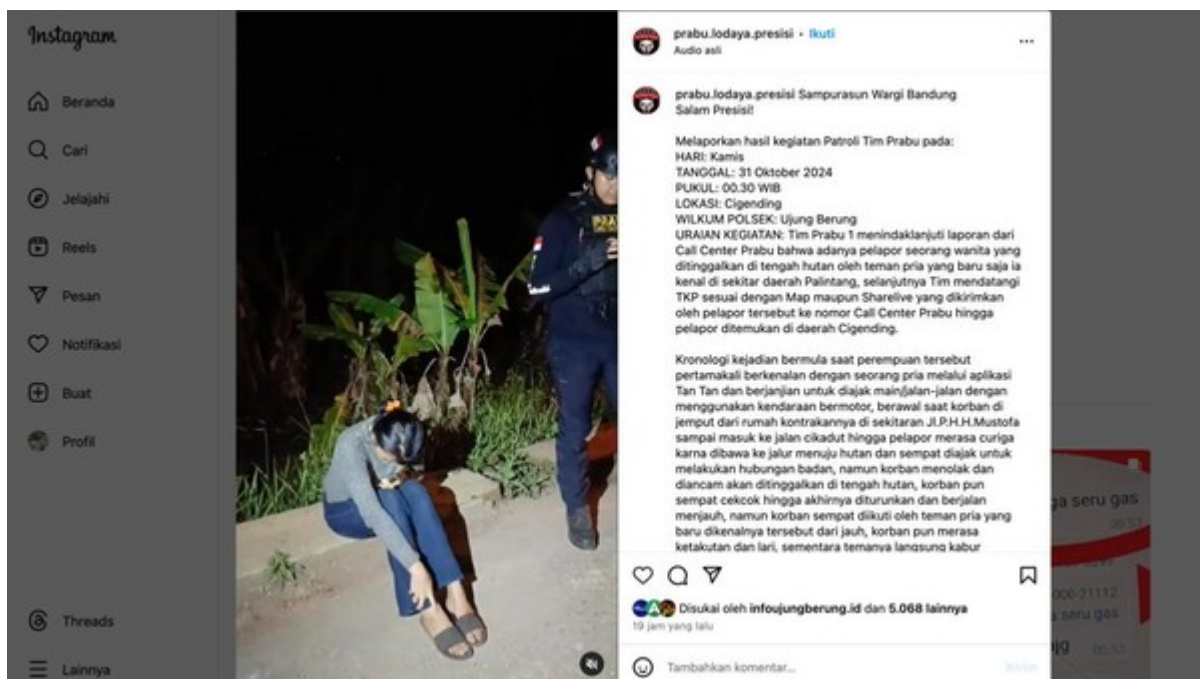 Instagram
Beranda
Cari
Jelajahi
Reels
Pesan
Notifikasi
Buat
Profil
Threads
Lainnya
prabu.lodaya.presisi • Ikuti
Audio asli
prabu.lodaya.presisi Sampurasun Wargi Bandung
Salam Presisi!
Melaporkan hasil kegiatan Patroli Tim Prabu pada:
HARI: Kamis
TANGGAL: 31 Oktober 2024
PUKUL: 00.30 WIB
LOKASI: Cigending
WILKUM POLSEK: Ujung Berung
URAIAN KEGIATAN: Tim Prabu 1 menindaklanjuti laporan dari
Call Center Prabu bahwa adanya pelapor seorang wanita yang
ditinggalkan di tengah hutan oleh teman pria yang baru saja ia
kenal di sekitar daerah Palintang, selanjutnya Tim mendatangi
TKP sesuai dengan Map maupun Sharelive yang dikirimkan
oleh pelapor tersebut ke nomor Call Center Prabu hingga
pelapor ditemukan di daerah Cigending.
Kronologi kejadian bermula saat perempuan tersebut
pertamakali berkenalan dengan seorang pria melalui aplikasi
Tan Tan dan berjanjian untuk diajak main/jalan-jalan dengan
menggunakan kendaraan bermotor, berawal saat korban di
jemput dari rumah kontrakannya di sekitaran Jl.P.H.H.Mustofa
sampai masuk ke jalan cikadut hingga pelapor merasa curiga
karna dibawa ke jalur menuju hutan dan sempat diajak untuk
melakukan hubungan badan, namun korban menolak dan
diancam akan ditinggalkan di tengah hutan, korban pun
sempat cekcok hingga akhirnya diturunkan dan berjalan
menjauh, namun korban sempat diikuti oleh teman pria yang
baru dikenalnya tersebut dari jauh, korban pun merasa
ketakutan dan lari, sementara temanya langsung kabur
Disukai oleh infoujungberung.id dan 5.068 lainnya
19 jam yang lalu
Tambahkan komentar...
Kirim
ga seru gas
00.53
000-21112
a seru gas